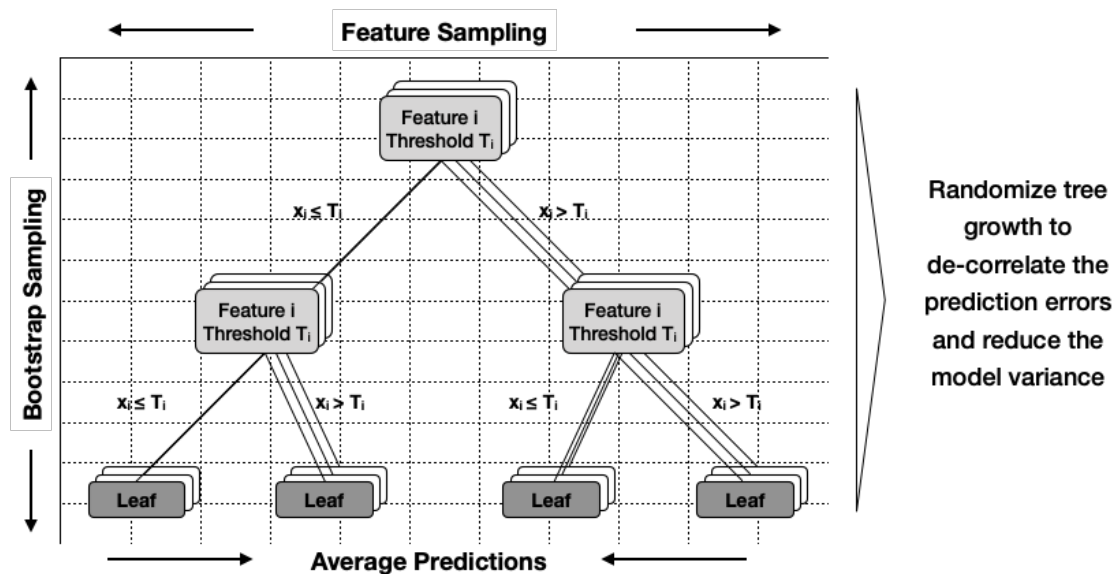 Feature Sampling
Bootstrap Sampling
Feature i
Threshold Tᵢ
xᵢ ≤ Tᵢ
xᵢ > Tᵢ
Feature i
Threshold Tᵢ
Feature i
Threshold Tᵢ
xᵢ ≤ Tᵢ
xᵢ > Tᵢ
xᵢ ≤ Tᵢ
xᵢ > Tᵢ
Leaf
Leaf
Leaf
Leaf
Average Predictions
Randomize tree
growth to
de-correlate the
prediction errors
and reduce the
model variance